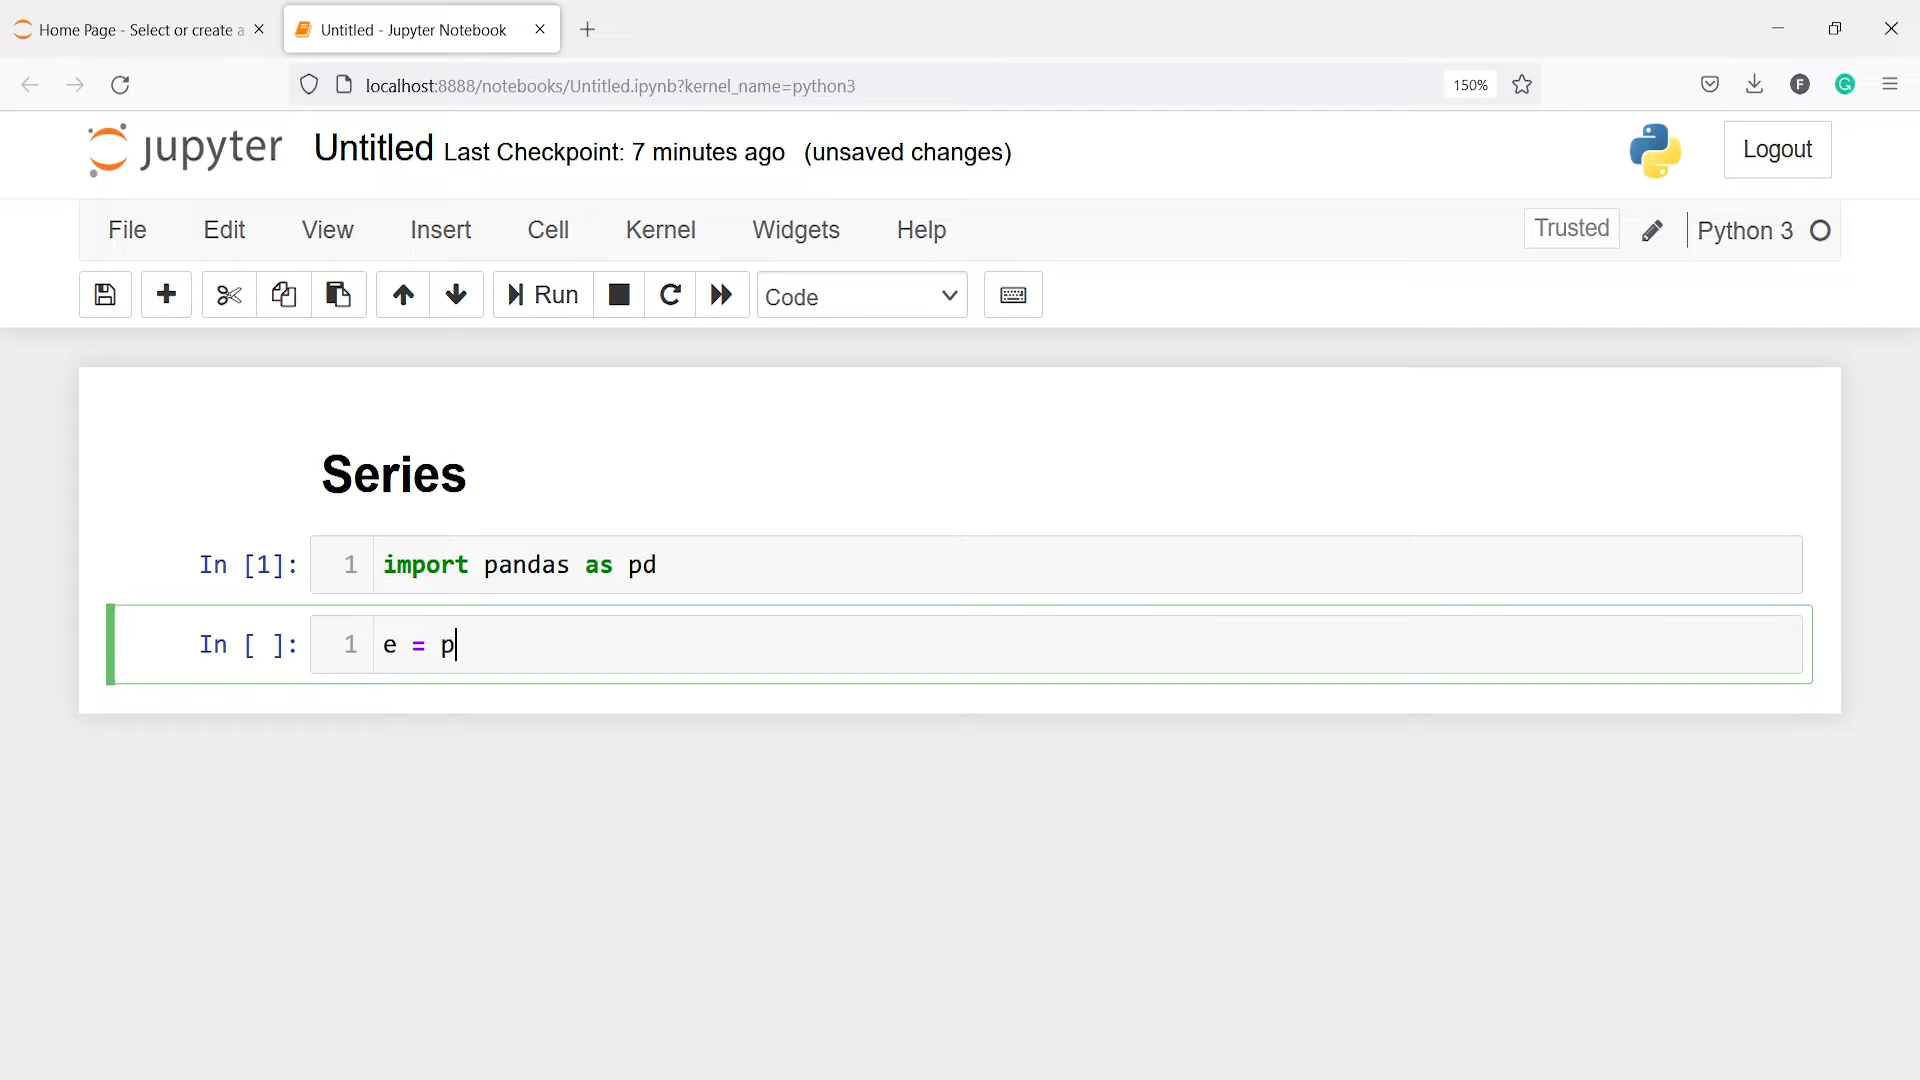 Home Page - Select or create a
Untitled - Jupyter Notebook
localhost:8888/notebooks/Untitled.ipynb?kernel_name=python3
150%
F
G
jupyter
Untitled Last Checkpoint: 7 minutes ago (unsaved changes)
Logout
File Edit View Insert Cell Kernel Widgets Help
Trusted
Python 3
Run
Code
Series
In [1]: 1 import pandas as pd
In [ ]: 1 e = p